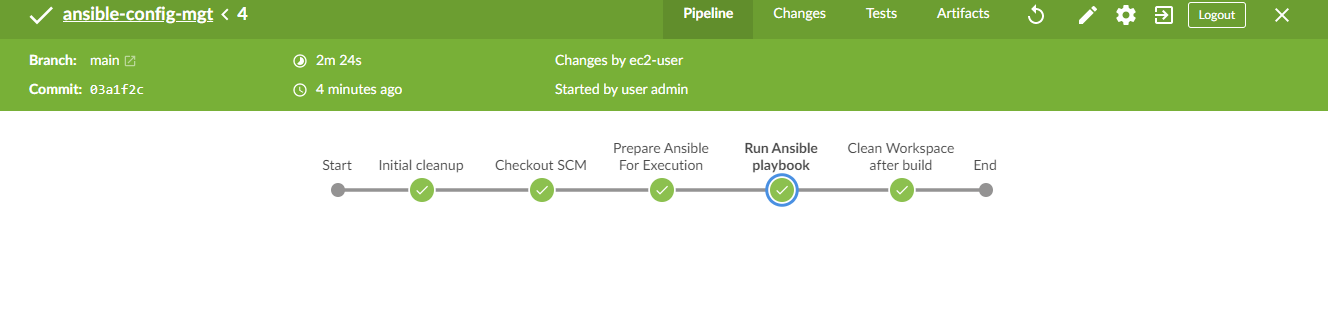 ansible-config-mgt < 4
Pipeline Changes Tests Artifacts Logout
Branch: main 2m 24s Changes by ec2-user
Commit: 03a1f2c 4 minutes ago Started by user admin
Start
Initial cleanup
Checkout SCM
Prepare Ansible
For Execution
Run Ansible
playbook
Clean Workspace
after build
End